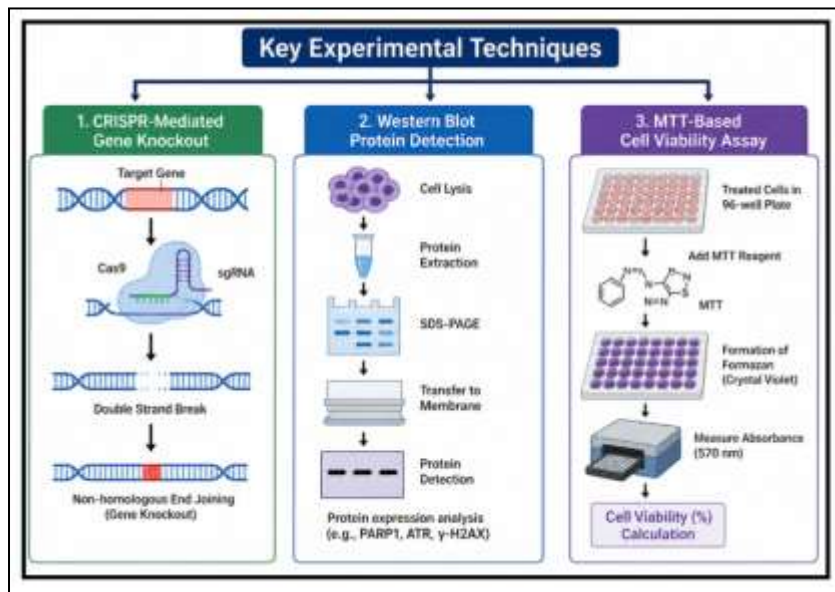 Key Experimental Techniques
1. CRISPR-Mediated
Gene Knockout
Target Gene
Cas9
sgRNA
Double Strand Break
Non-homologous End Joining
(Gene Knockout)
2. Western Blot
Protein Detection
Cell Lysis
Protein
Extraction
SDS-PAGE
Transfer to
Membrane
Protein
Detection
Protein expression analysis
(e.g., PARP1, ATR, γ-H2AX)
3. MTT-Based
Cell Viability Assay
Treated Cells in
96-well Plate
Add MTT Reagent
MTT
Formation of
Formazan
(Crystal Violet)
Measure Absorbance
(570 nm)
Cell Viability (%)
Calculation